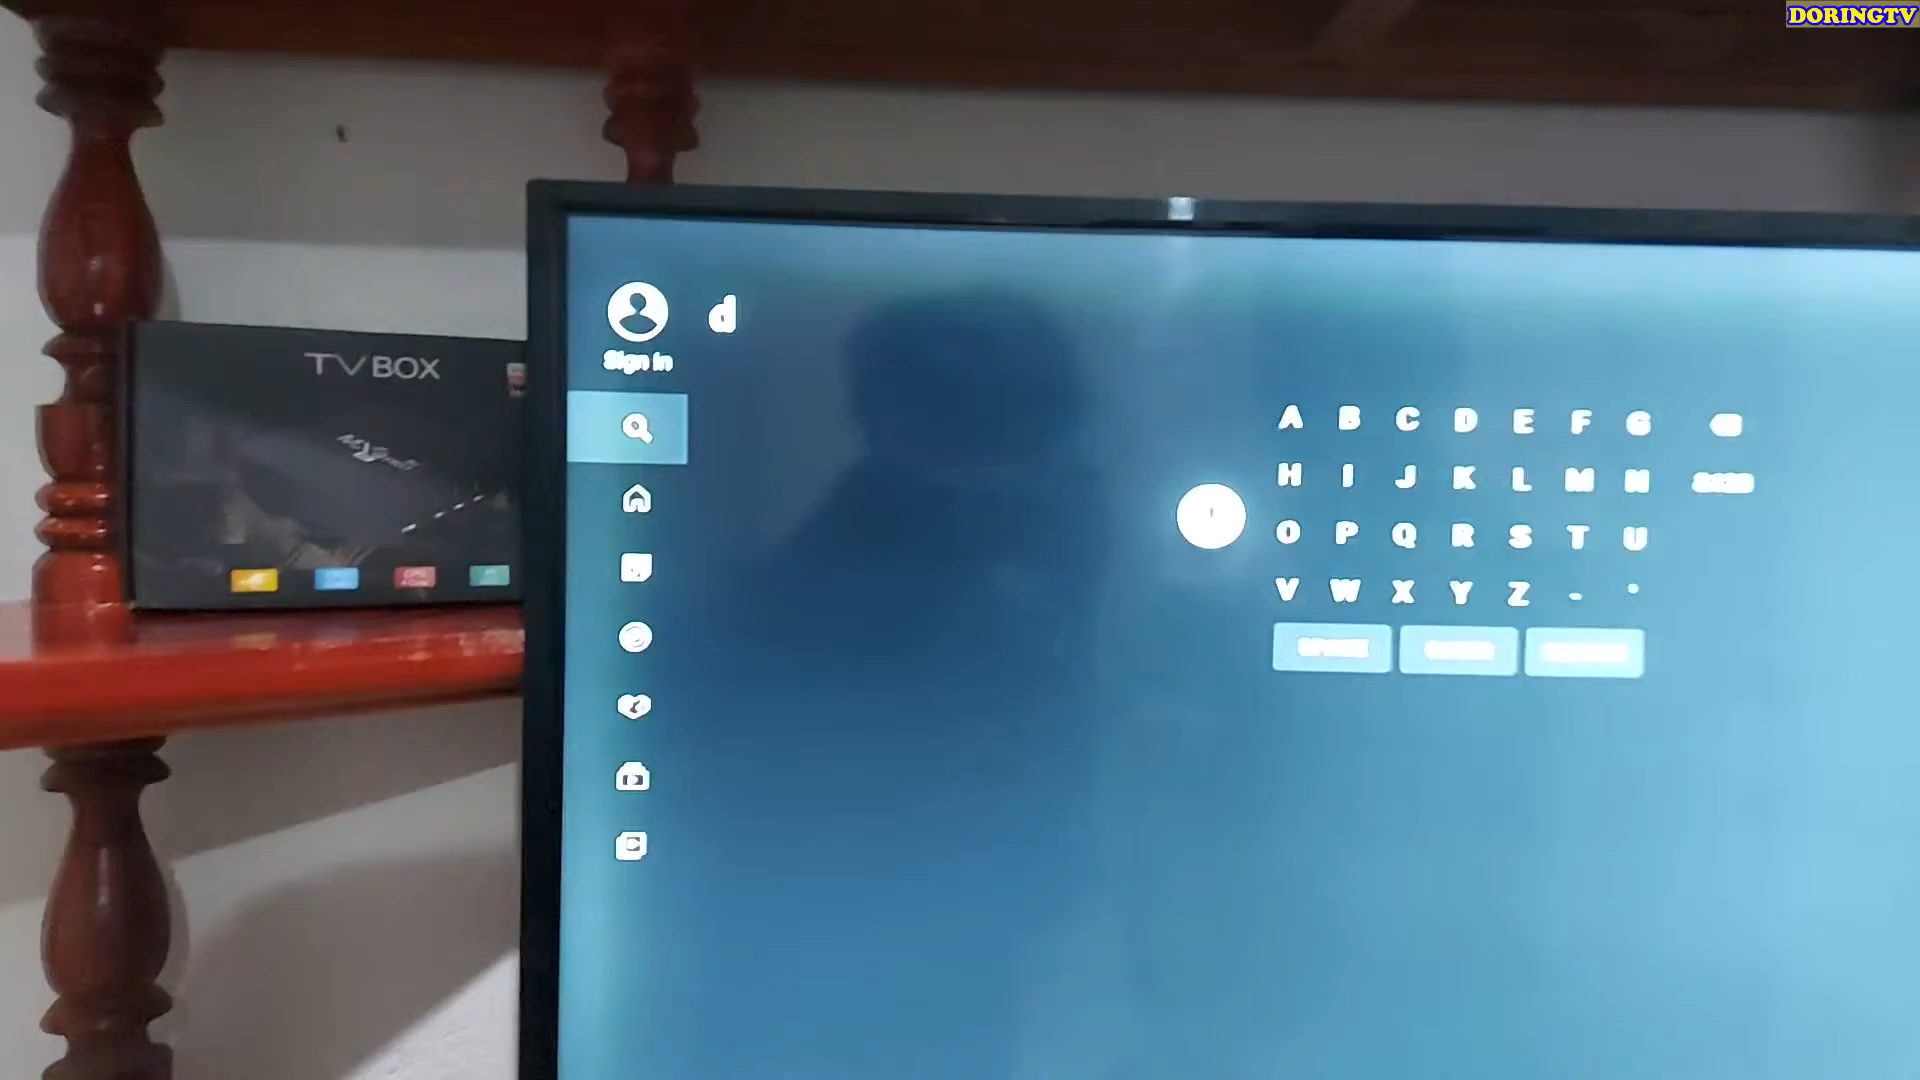 DORINGTV
TV BOX
d
Sign in
A B C D E F G
H I J K L M N
O P Q R S T U
V W X Y Z - '